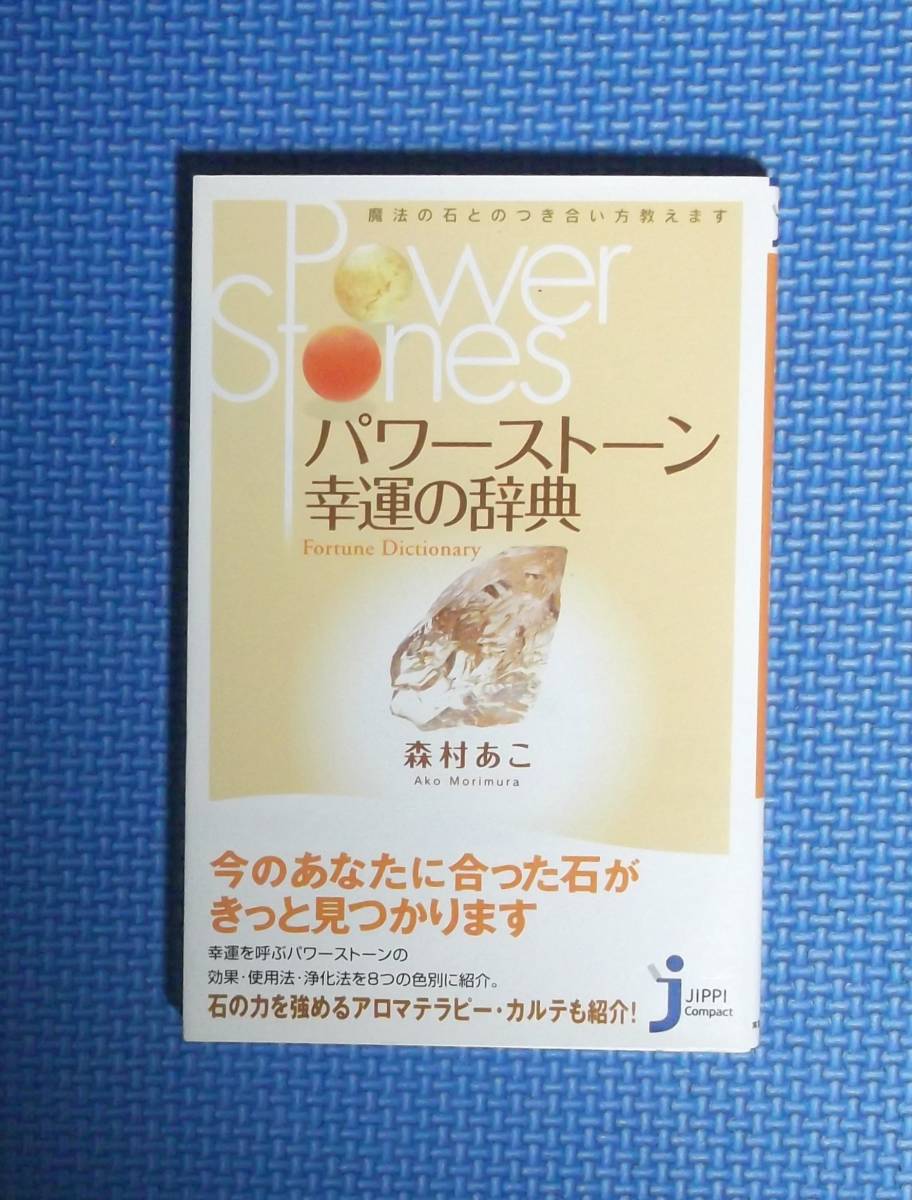 魔法の石とのつき合い方教えます
Power
Stones
パワーストーン
幸運の辞典
Fortune Dictionary
森村あこ
Ako Morimura
今のあなたに合った石が
きっと見つかります
幸運を呼ぶパワーストーンの
効果・使用法・浄化法を8つの色別に紹介。
石の力を強めるアロマテラピー・カルテも紹介!
j JIPPI
Compact